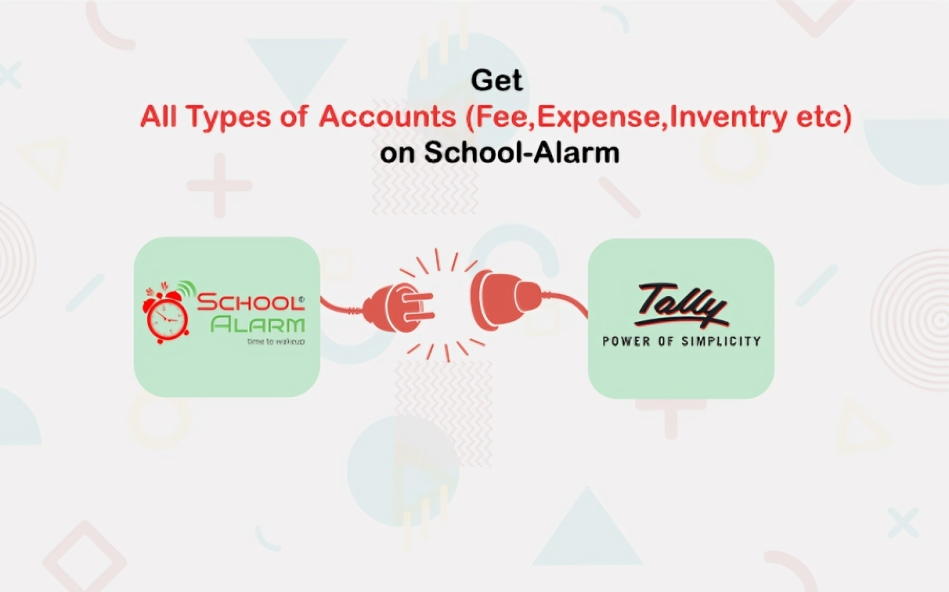 Get
All Types of Accounts (Fee,Expense,Inventry etc)
on School-Alarm
SCHOOL
ALARM
time to wakeup
Tally
POWER OF SIMPLICITY